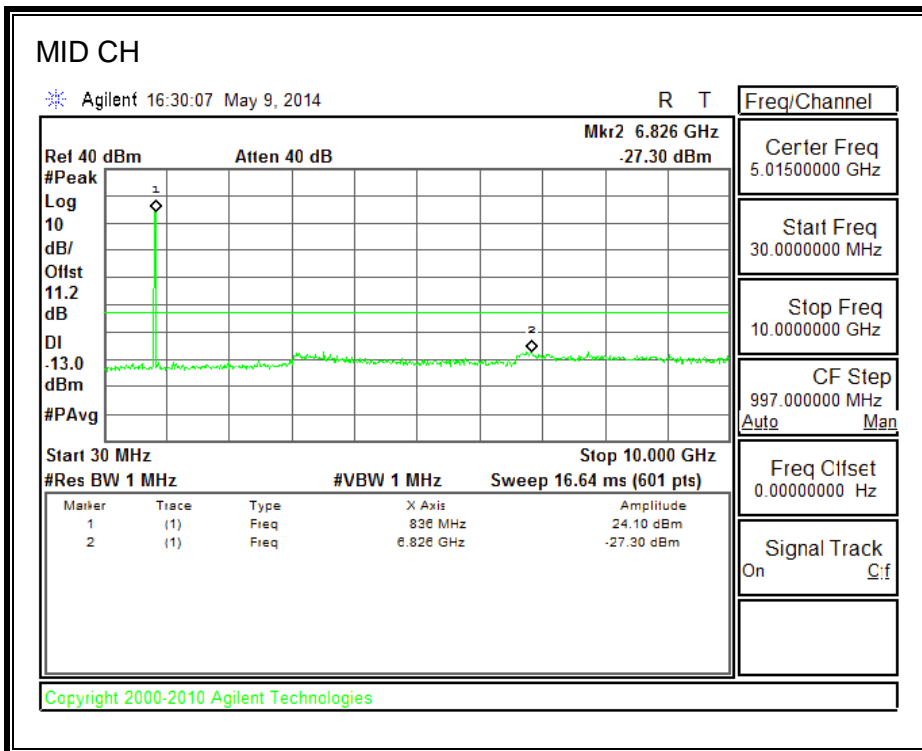 MID CH
Agilent 16:30:07 May 9, 2014 R T
Freq/Channel
Mkr2 6.826 GHz
Ref 40 dBm Atten 40 dB -27.30 dBm
#Peak
Log
10
dB/
Offst
11.2
dB
DI
-13.0
dBm
#PAvg
1
2
Start 30 MHz Stop 10.000 GHz
#Res BW 1 MHz #VBW 1 MHz Sweep 16.64 ms (601 pts)
Marker Trace Type X Axis Amplitude
1 (1) Freq 836 MHz 24.10 dBm
2 (1) Freq 6.826 GHz -27.30 dBm
Center Freq
5.01500000 GHz
Start Freq
30.0000000 MHz
Stop Freq
10.0000000 GHz
CF Step
997.000000 MHz
Auto Man
Freq Offset
0.00000000 Hz
Signal Track
On Off
Copyright 2000-2010 Agilent Technologies